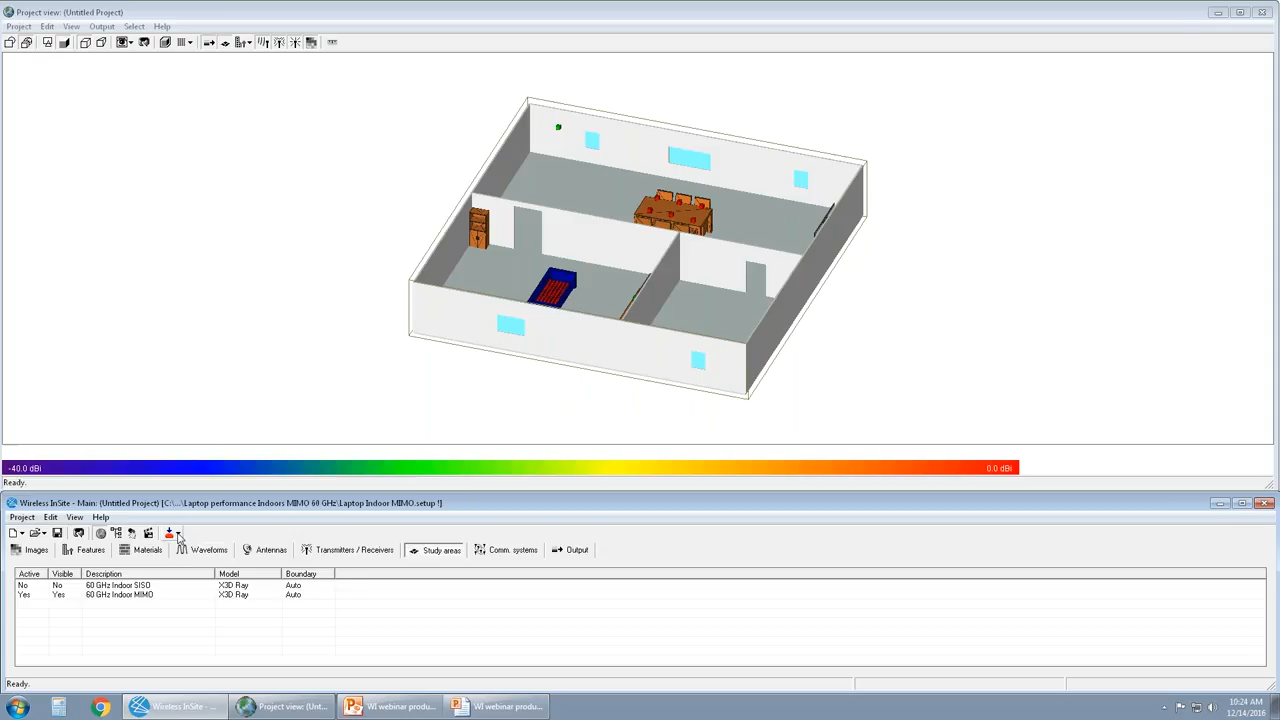 Project view: (Untitled Project)
Project Edit View Output Select Help
-40.0 dBi 0.0 dBi
Ready.
Wireless InSite - Main: (Untitled Project) [C:\...\Laptop performance Indoors MIMO 60 GHz\Laptop Indoor MIMO.setup !]
Project Edit View Help
Images Features Materials Waveforms Antennas Transmitters / Receivers Study areas Comm. systems Output
Active Visible Description Model Boundary
No No 60 GHz Indoor SISO X3D Ray Auto
Yes Yes 60 GHz Indoor MIMO X3D Ray Auto
Ready.
Wireless InSite - ... Project view: (Unt... WI webinar produ... WI webinar produ... 10:24 AM
12/14/2016